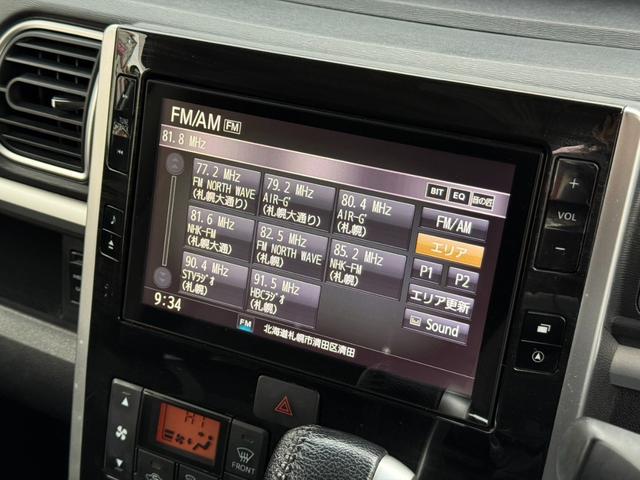 FM/AM FM
81.8 MHz
BIT EQ 音の匠
77.2 MHz
FM NORTH WAVE
(札幌大通り)
79.2 MHz
AIR-G'
(札幌大通り)
80.4 MHz
AIR-G'
(札幌)
FM/AM
81.6 MHz
NHK-FM
(札幌大通)
82.5 MHz
FM NORTH WAVE
(札幌)
85.2 MHz
NHK-FM
(札幌)
エリア
P1 P2
90.4 MHz
STVラジオ
(札幌)
91.5 MHz
HBCラジオ
(札幌)
エリア更新
Sound
9:34
FM 北海道札幌市清田区清田
TUNE
+
VOL
−
FRONT